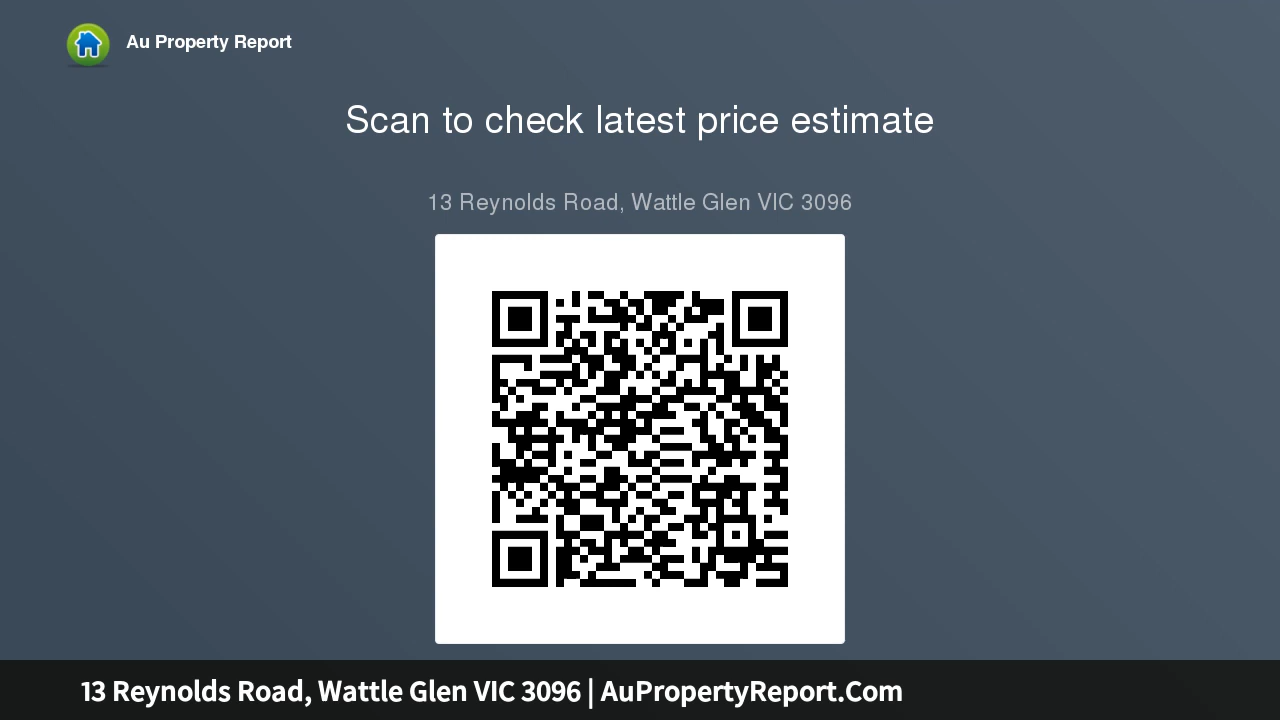 Au Property Report
Scan to check latest price estimate
13 Reynolds Road, Wattle Glen VIC 3096
13 Reynolds Road, Wattle Glen VIC 3096 | AuPropertyReport.Com